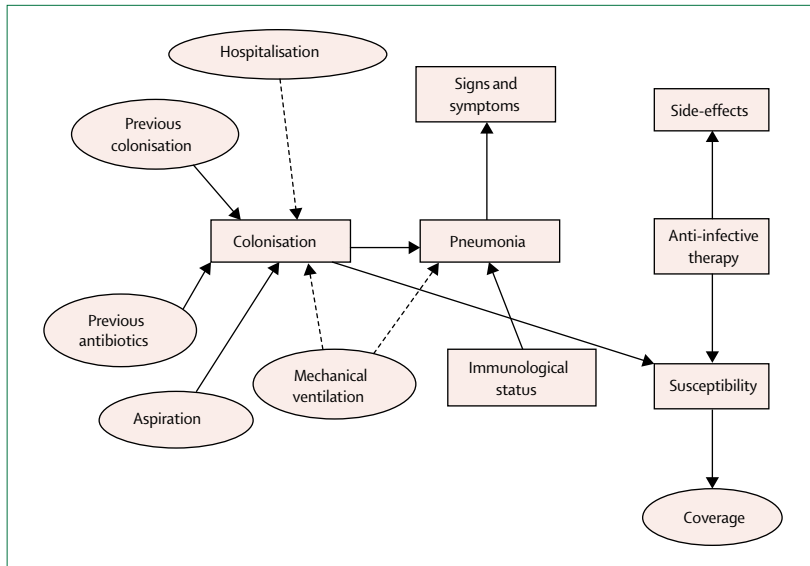 Hospitalisation
Signs and
symptoms
Side-effects
Previous
colonisation
Colonisation
Pneumonia
Anti-infective
therapy
Previous
antibiotics
Mechanical
ventilation
Immunological
status
Susceptibility
Aspiration
Coverage